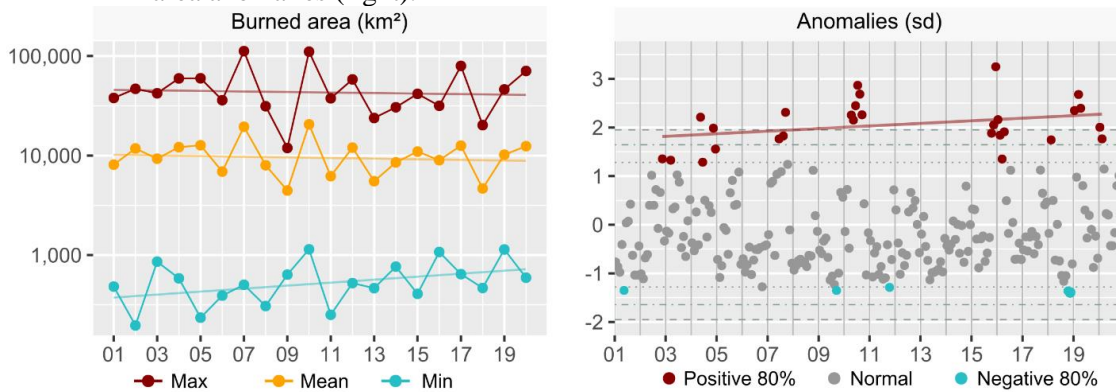 Burned area (km²)
100,000
10,000
1,000
01 03 05 07 09 11 13 15 17 19
Max Mean Min
Anomalies (sd)
3
2
1
0
-1
-2
01 03 05 07 09 11 13 15 17 19
Positive 80% Normal Negative 80%